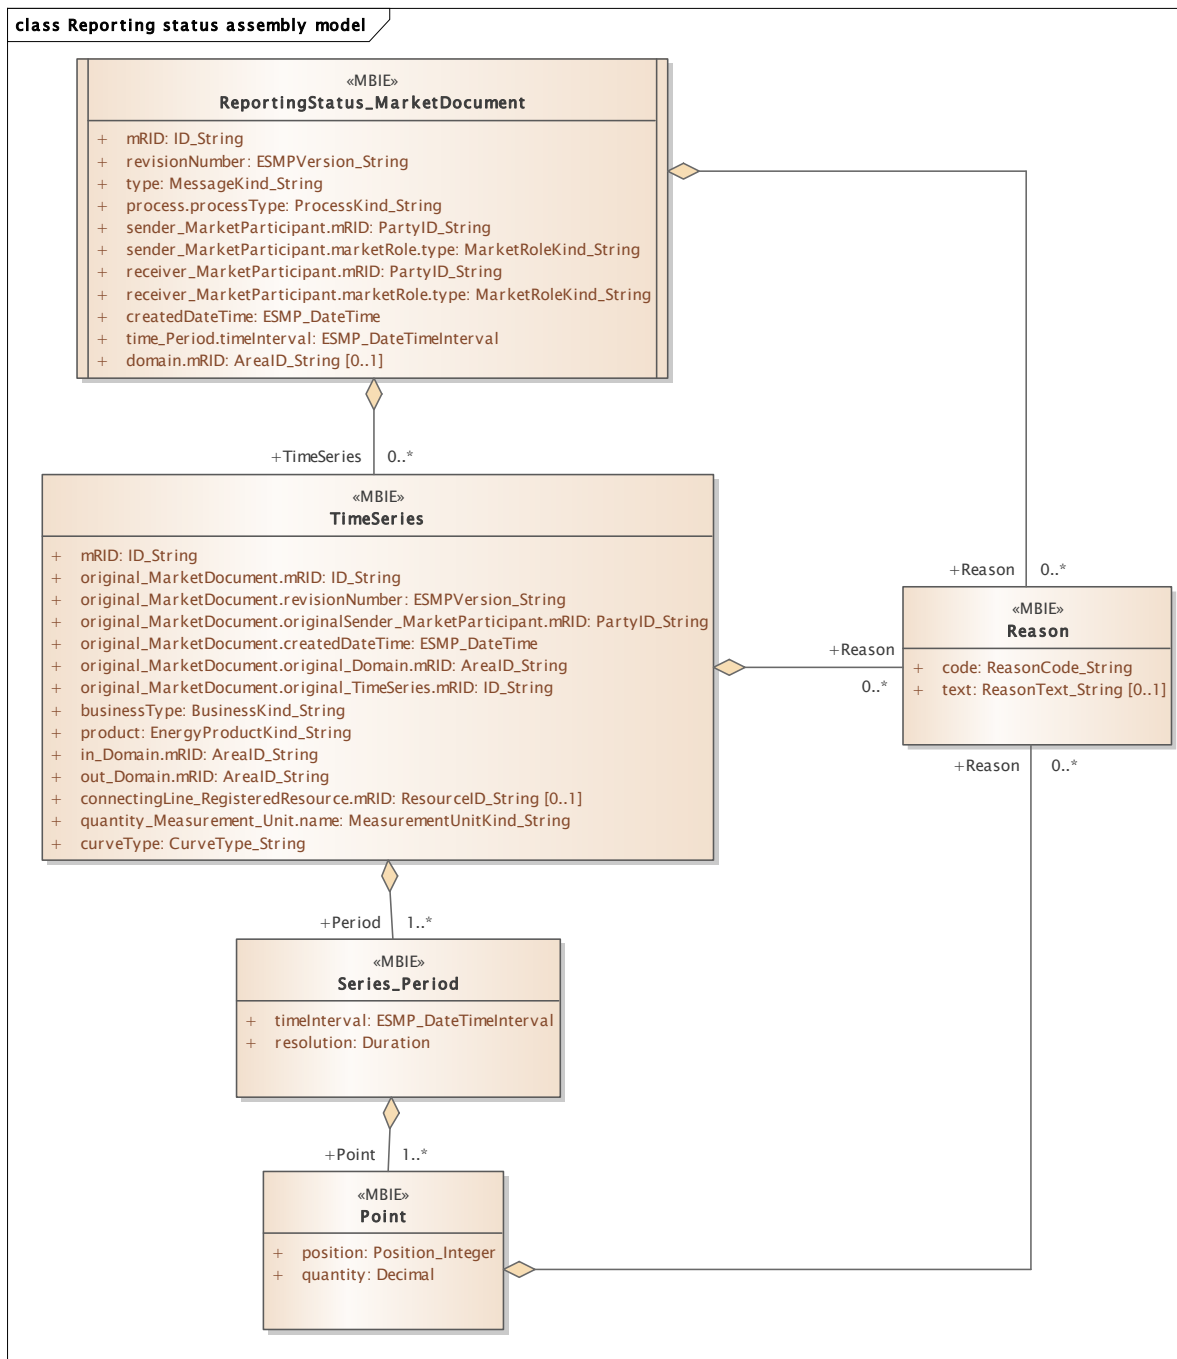 class Reporting status assembly model
«MBIE»
ReportingStatus_MarketDocument
+ mRID: ID_String
+ revisionNumber: ESMPVersion_String
+ type: MessageKind_String
+ process.processType: ProcessKind_String
+ sender_MarketParticipant.mRID: PartyID_String
+ sender_MarketParticipant.marketRole.type: MarketRoleKind_String
+ receiver_MarketParticipant.mRID: PartyID_String
+ receiver_MarketParticipant.marketRole.type: MarketRoleKind_String
+ createdDateTime: ESMP_DateTime
+ time_Period.timeInterval: ESMP_DateTimeInterval
+ domain.mRID: AreaID_String [0..1]
+TimeSeries 0..*
«MBIE»
TimeSeries
+ mRID: ID_String
+ original_MarketDocument.mRID: ID_String
+ original_MarketDocument.revisionNumber: ESMPVersion_String
+ original_MarketDocument.originalSender_MarketParticipant.mRID: PartyID_String
+ original_MarketDocument.createdDateTime: ESMP_DateTime
+ original_MarketDocument.original_Domain.mRID: AreaID_String
+ original_MarketDocument.original_TimeSeries.mRID: ID_String
+ businessType: BusinessKind_String
+ product: EnergyProductKind_String
+ in_Domain.mRID: AreaID_String
+ out_Domain.mRID: AreaID_String
+ connectingLine_RegisteredResource.mRID: ResourceID_String [0..1]
+ quantity_Measurement_Unit.name: MeasurementUnitKind_String
+ curveType: CurveType_String
+Reason 0..*
+Reason
0..*
«MBIE»
Reason
+ code: ReasonCode_String
+ text: ReasonText_String [0..1]
+Reason 0..*
+Period 1..*
«MBIE»
Series_Period
+ timeInterval: ESMP_DateTimeInterval
+ resolution: Duration
+Point 1..*
«MBIE»
Point
+ position: Position_Integer
+ quantity: Decimal